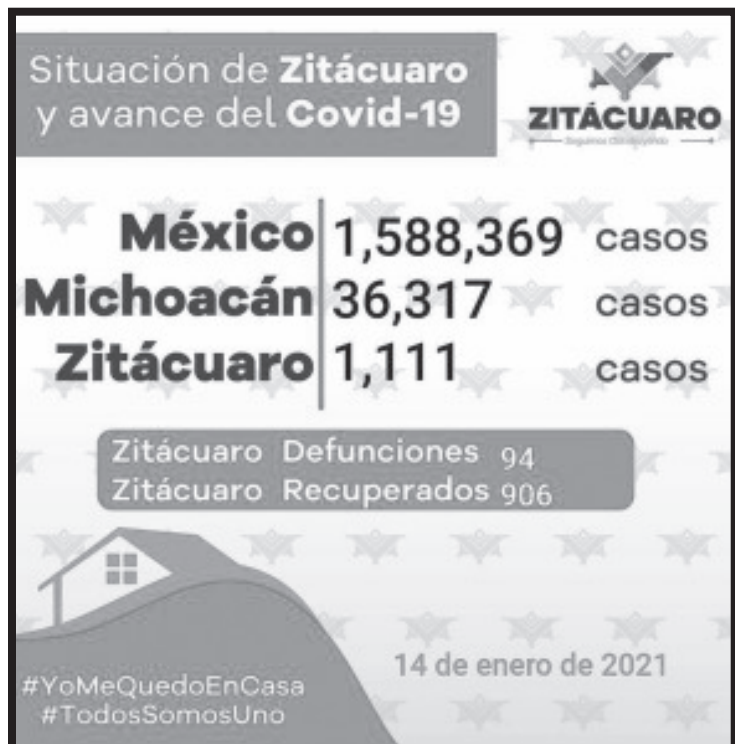 Situación de Zitácuaro
y avance del Covid-19
ZITÁCUARO
México 1,588,369 casos
Michoacán 36,317 casos
Zitácuaro 1,111 casos
Zitácuaro Defunciones 94
Zitácuaro Recuperados 906
14 de enero de 2021
#YoMeQuedoEnCasa
#TodosSomosUno